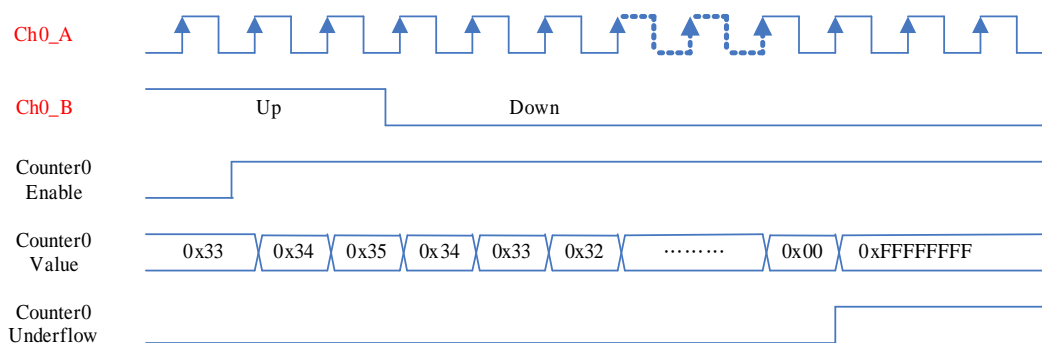 Ch0_A
Ch0_B
Up
Down
Counter0
Enable
Counter0
Value
0x33
0x34
0x35
0x34
0x33
0x32
………
0x00
0xFFFFFFFF
Counter0
Underflow